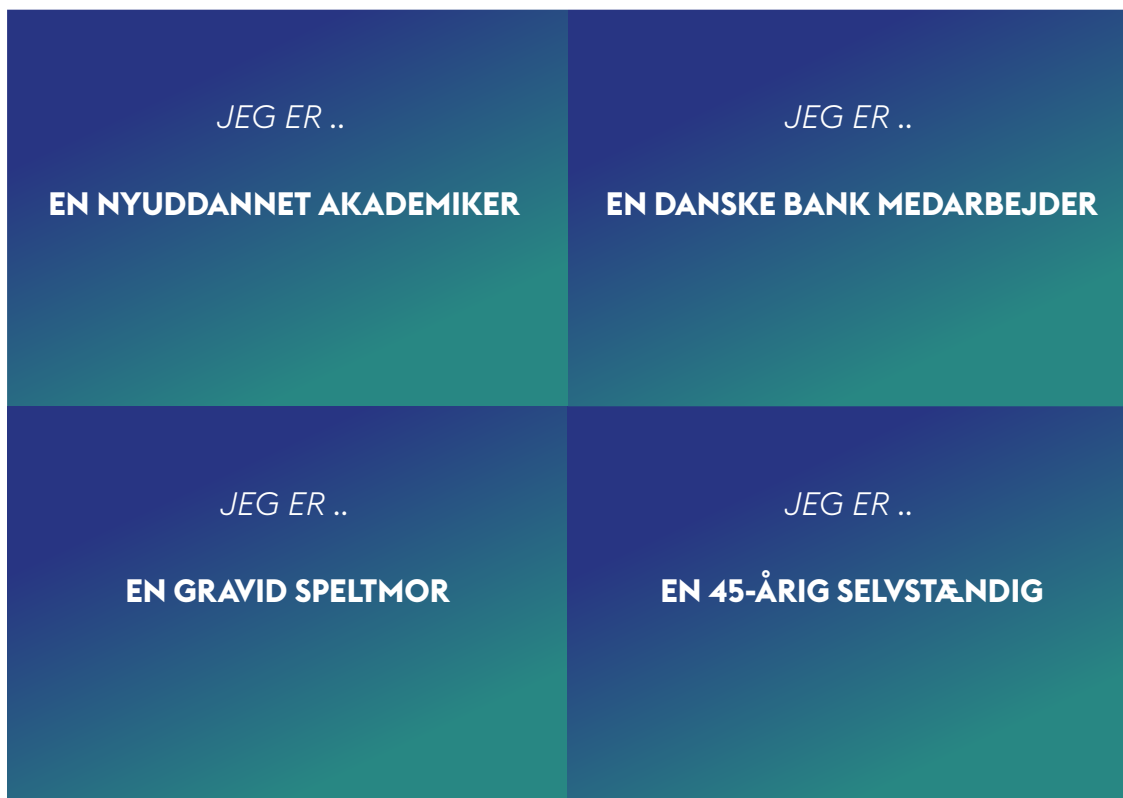 JEG ER ..
EN NYUDDANNET AKADEMIKER
JEG ER ..
EN DANSKE BANK MEDARBEJDER
JEG ER ..
EN GRAVID SPELTMOR
JEG ER ..
EN 45-ÅRIG SELVSTÆNDIG